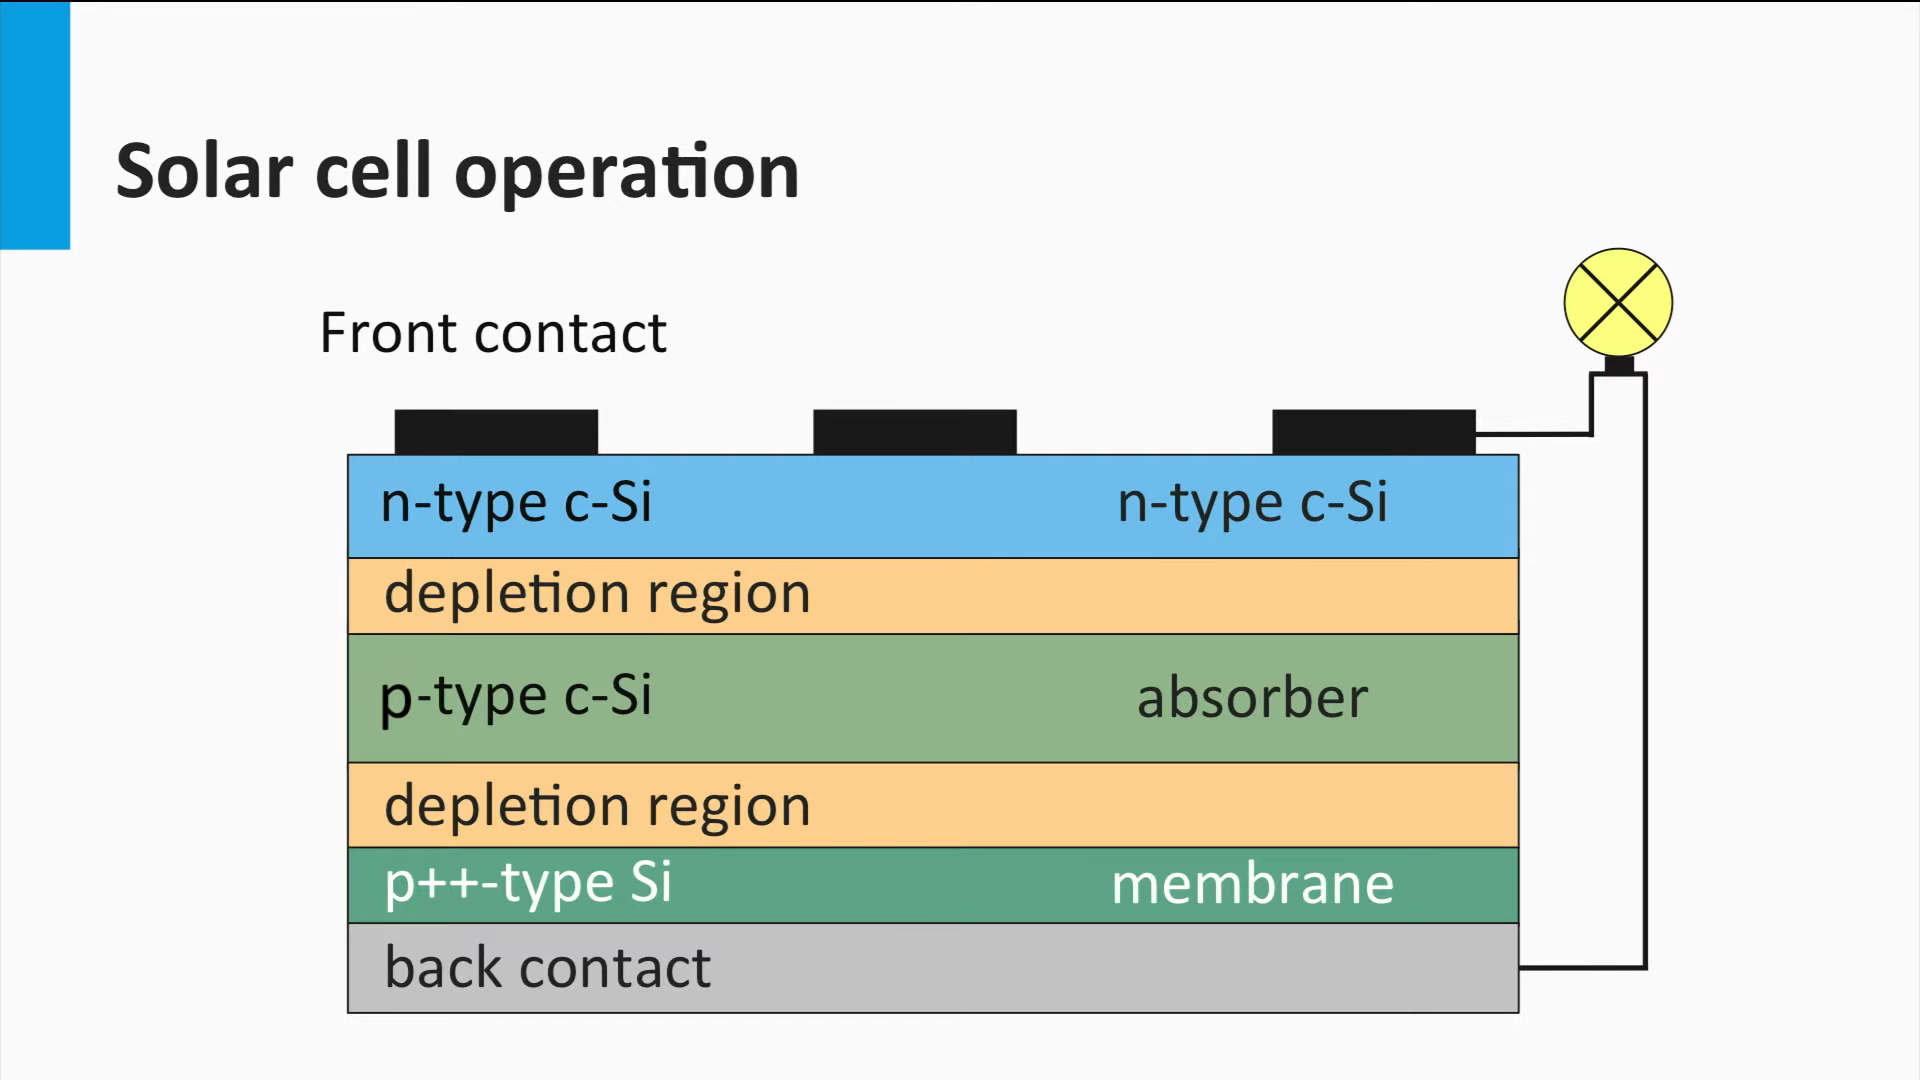 Solar cell operation
Front contact
n-type c-Si n-type c-Si
depletion region
p-type c-Si absorber
depletion region
p++-type Si membrane
back contact